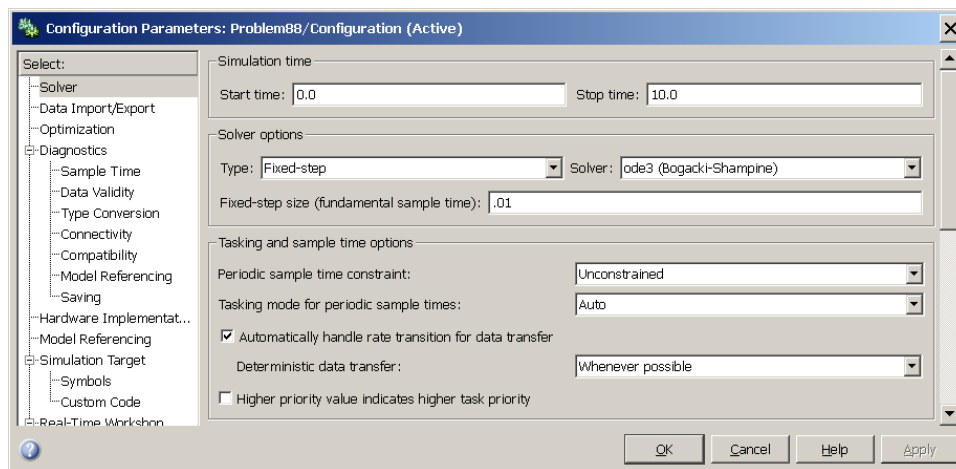 Configuration Parameters: Problem88/Configuration (Active)
Select:
Solver
Data Import/Export
Optimization
Diagnostics
Sample Time
Data Validity
Type Conversion
Connectivity
Compatibility
Model Referencing
Saving
Hardware Implementat...
Model Referencing
Simulation Target
Symbols
Custom Code
Real-Time Workshop
Simulation time
Start time: 0.0 Stop time: 10.0
Solver options
Type: Fixed-step Solver: ode3 (Bogacki-Shampine)
Fixed-step size (fundamental sample time): .01
Tasking and sample time options
Periodic sample time constraint: Unconstrained
Tasking mode for periodic sample times: Auto
Automatically handle rate transition for data transfer
Deterministic data transfer: Whenever possible
Higher priority value indicates higher task priority
OK Cancel Help Apply